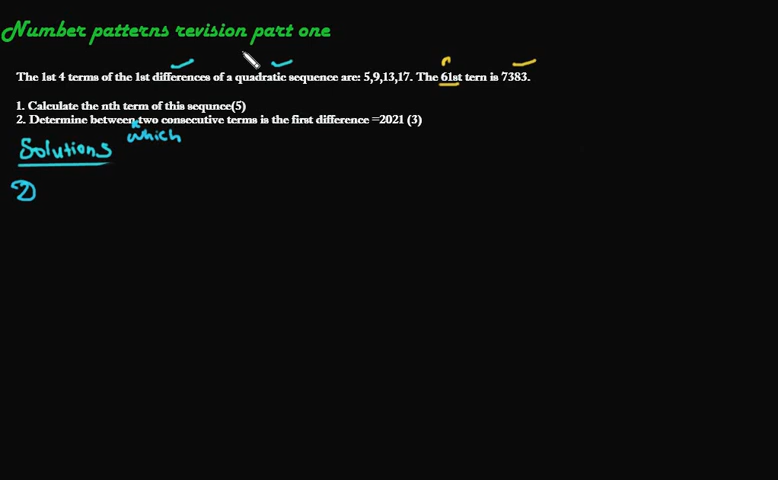 Number patterns revision part one
The 1st 4 terms of the 1st differences of a quadratic sequence are: 5,9,13,17. The 61st tern is 7383.
1. Calculate the nth term of this sequnce(5)
2. Determine between two consecutive terms is the first difference =2021 (3)
which
Solutions